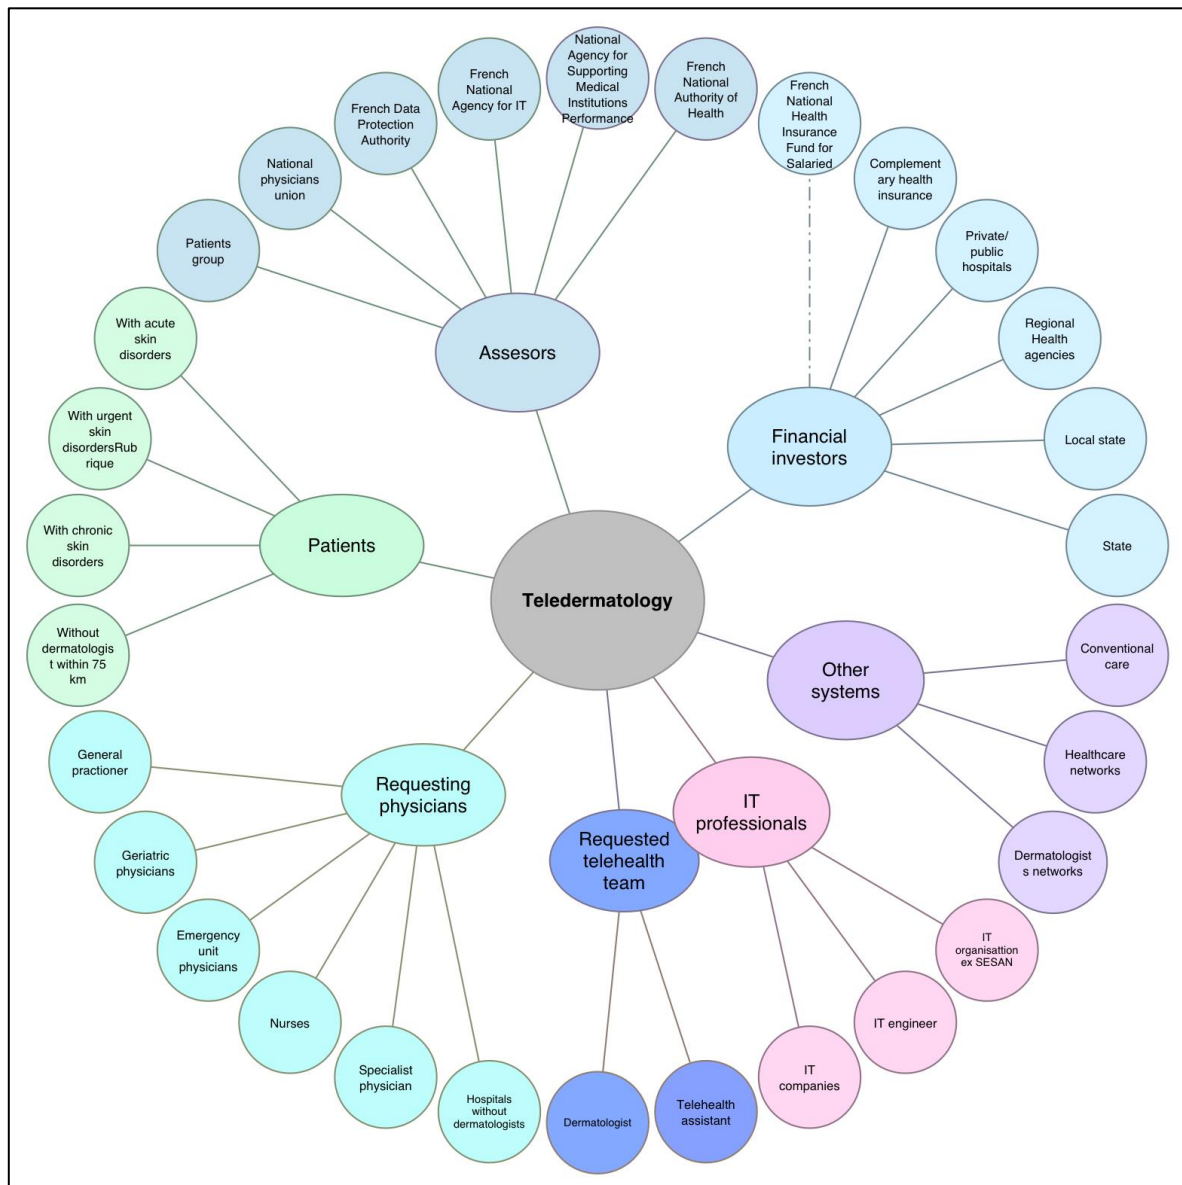 National
Agency for
Supporting
Medical
Institutions
Performance
French
National
Authority of
Health
French
National
Agency for IT
French Data
Protection
Authority
National
physicians
union
Patients
group
French
National
Health
Insurance
Fund for
Salaried
Complement
ary health
insurance
Private/
public
hospitals
Regional
Health
agencies
Local state
State
Assesors
Financial
investors
With acute
skin
disorders
With urgent
skin
disordersRub
rique
With chronic
skin
disorders
Without
dermatologis
t within 75
km
Patients
Teledermatology
Other
systems
Conventional
care
Healthcare
networks
Dermatologist
s networks
General
practioner
Geriatric
physicians
Emergency
unit
physicians
Nurses
Specialist
physician
Hospitals
without
dermatologists
Requesting
physicians
Requested
telehealth
team
IT
professionals
Dermatologist
Telehealth
assistant
IT
companies
IT engineer
IT
organisattion
ex SESAN